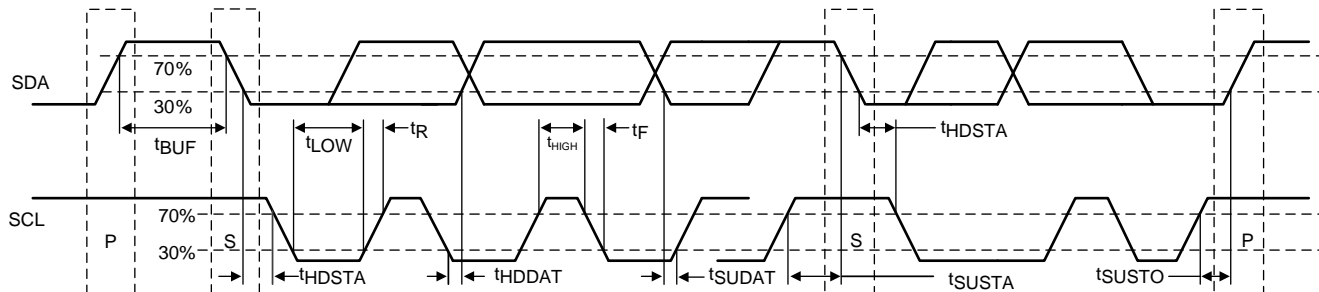 SDA
70%
30%
tBUF
tLOW
tR
tHIGH
tF
tHDSTA
SCL
70%
30%
P
S
S
P
tHDSTA
tHDDAT
tSUDAT
tSUSTA
tSUSTO